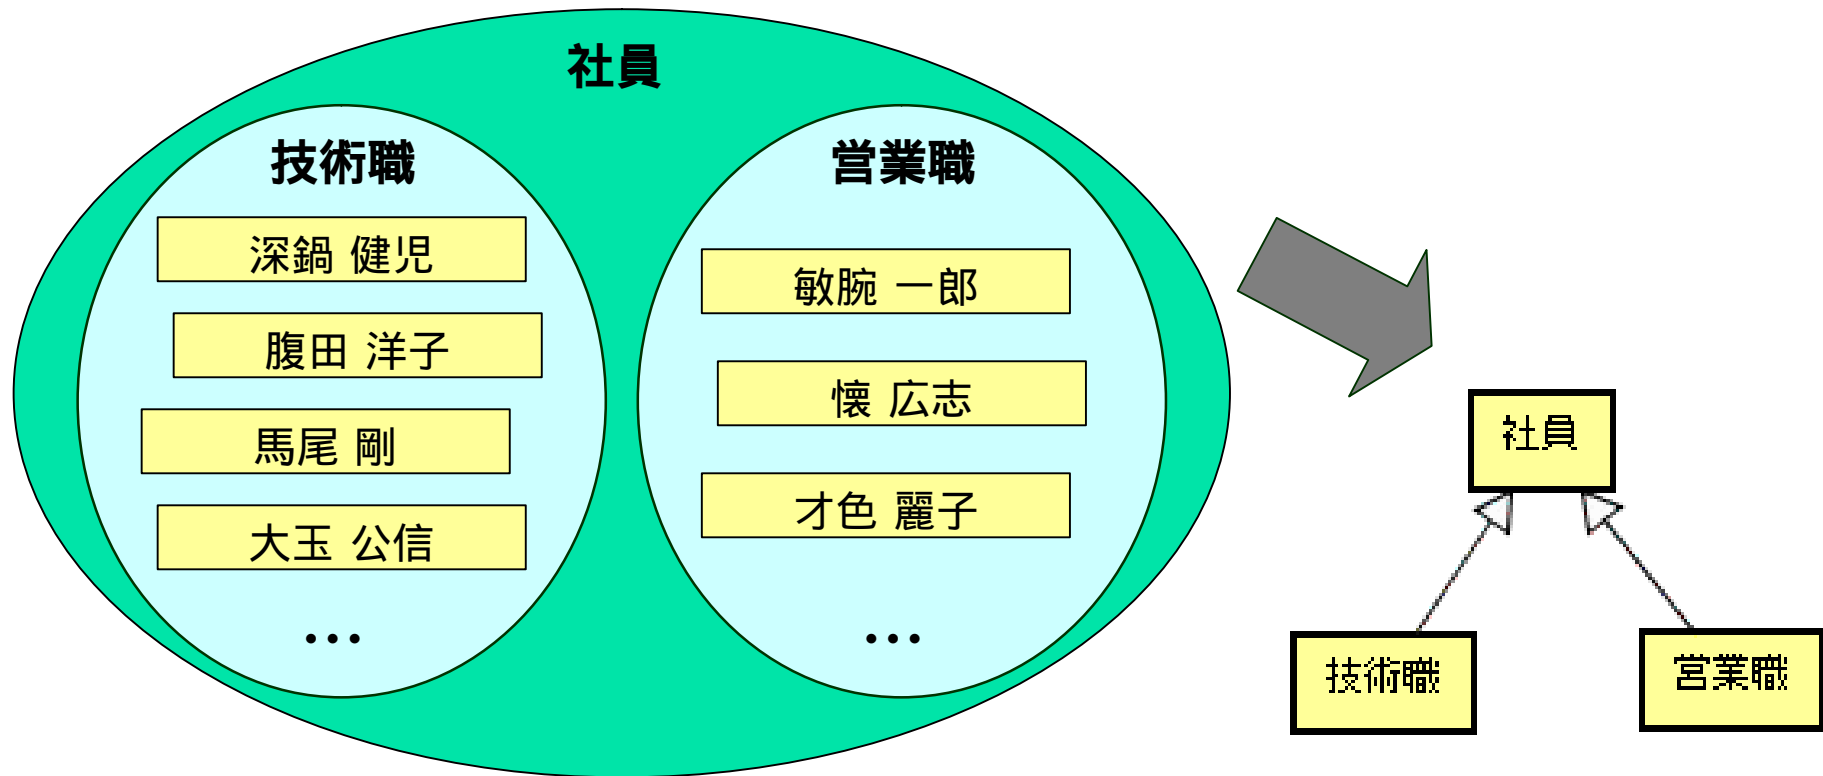 社員
技術職
深鍋 健児
腹田 洋子
馬尾 剛
大玉 公信
…
営業職
敏腕 一郎
懐 広志
才色 麗子
…
社員
技術職
営業職